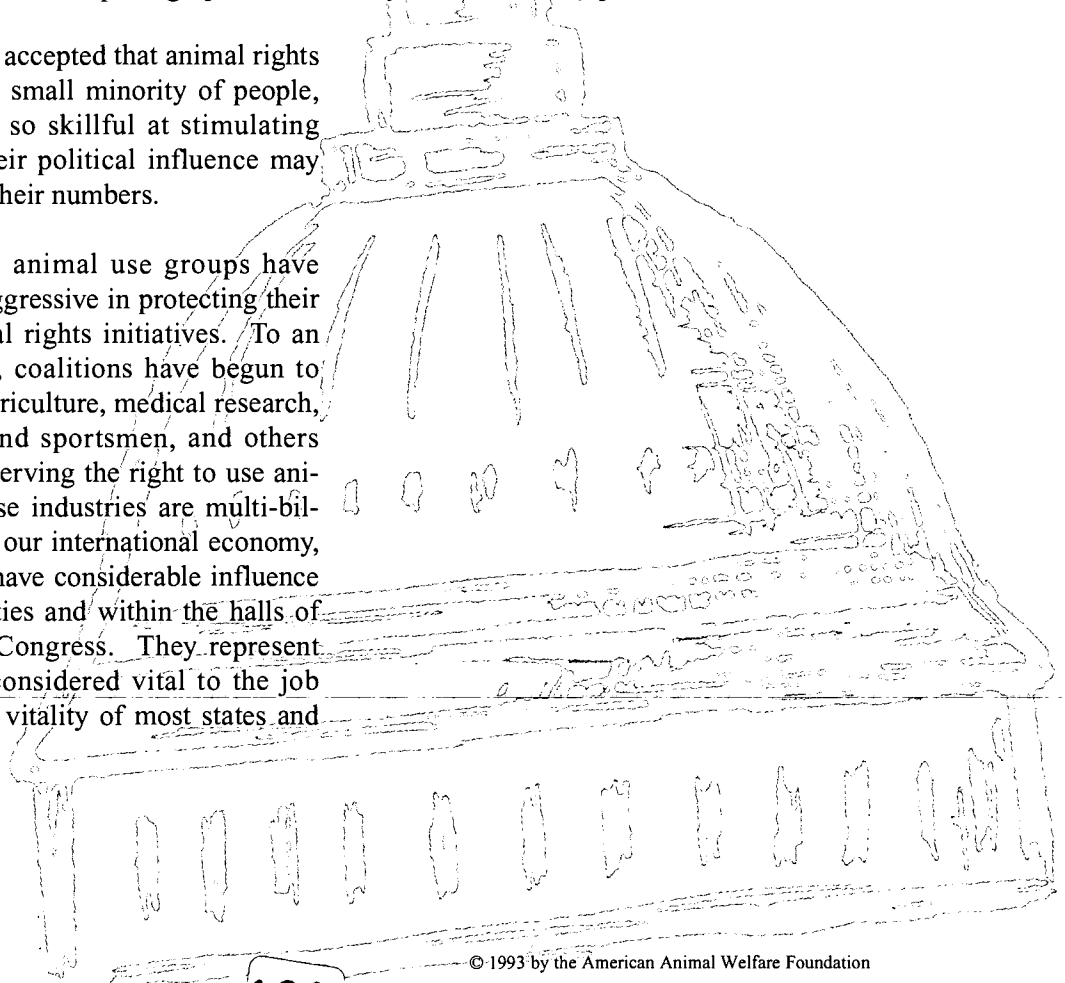 accepted that animal rights
small minority of people,
so skillful at stimulating
eir political influence may
heir numbers.
animal use groups have
ggressive in protecting their
al rights initiatives. To an
, coalitions have begun to
riculture, medical research,
nd sportsmen, and others
erving the right to use ani-
se industries are multi-bil-
our international economy,
have considerable influence
ties and within the halls of
Congress. They represent
onsidered vital to the job
vitality of most states and
© 1993 by the American Animal Welfare Foundation